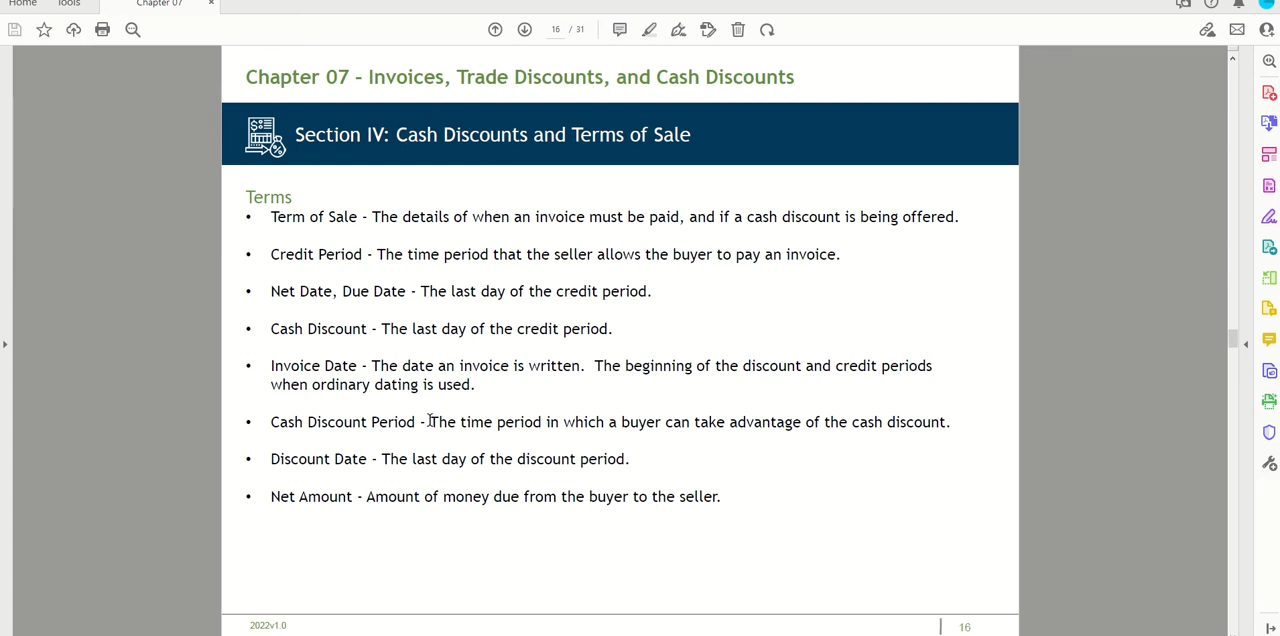 Home Tools Chapter 07 ×
16 / 31
Chapter 07 - Invoices, Trade Discounts, and Cash Discounts
Section IV: Cash Discounts and Terms of Sale
Terms
• Term of Sale - The details of when an invoice must be paid, and if a cash discount is being offered.
• Credit Period - The time period that the seller allows the buyer to pay an invoice.
• Net Date, Due Date - The last day of the credit period.
• Cash Discount - The last day of the credit period.
• Invoice Date - The date an invoice is written. The beginning of the discount and credit periods
when ordinary dating is used.
• Cash Discount Period - The time period in which a buyer can take advantage of the cash discount.
• Discount Date - The last day of the discount period.
• Net Amount - Amount of money due from the buyer to the seller.
2022v1.0 | 16